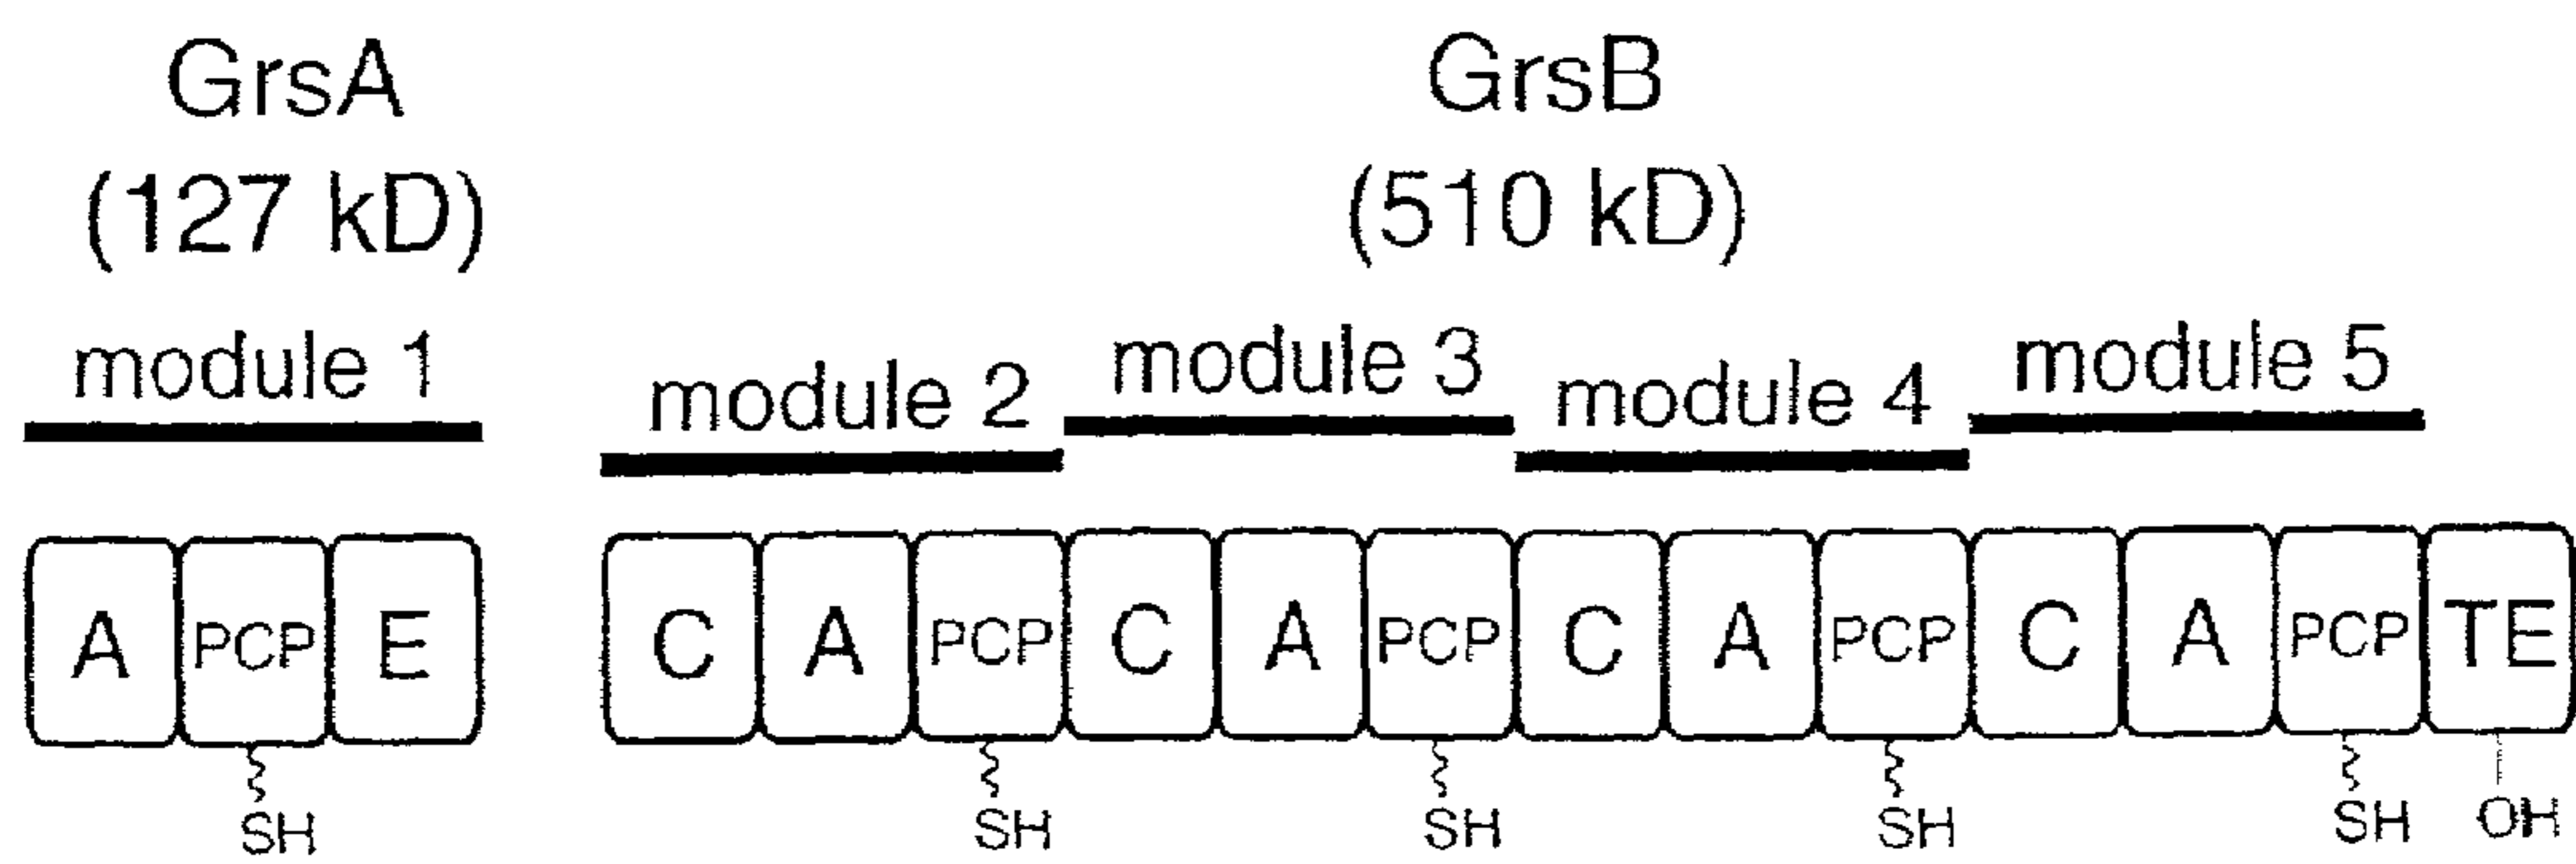 GrsA
(127 kD)
GrsB
(510 kD)
module 1
module 2
module 3
module 4
module 5
A PCP E
C A PCP C A PCP C A PCP C A PCP TE
SH
SH
SH
SH
SH
OH